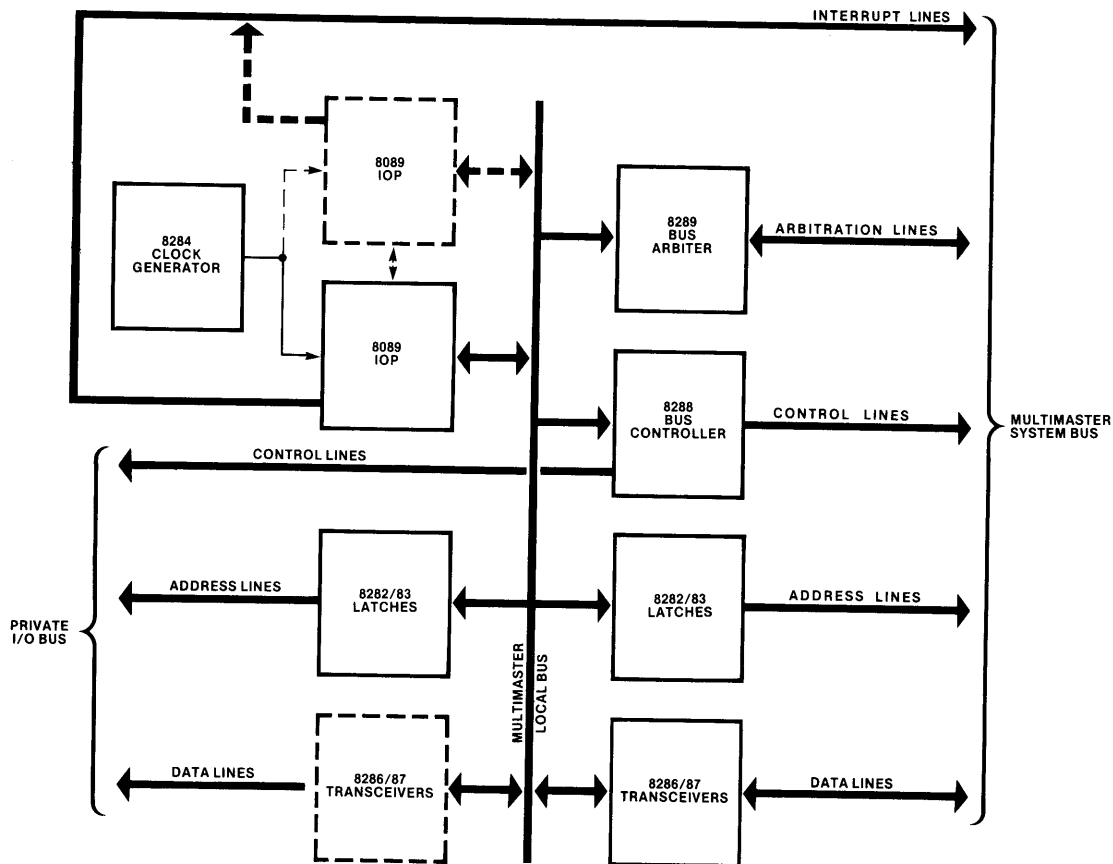 INTERRUPT LINES
8089
IOP
8284
CLOCK
GENERATOR
8289
BUS
ARBITER
ARBITRATION LINES
8089
IOP
8288
BUS
CONTROLLER
CONTROL LINES
MULTIMASTER
SYSTEM BUS
CONTROL LINES
ADDRESS LINES
8282/83
LATCHES
8282/83
LATCHES
ADDRESS LINES
PRIVATE
I/O BUS
MULTIMASTER
LOCAL BUS
DATA LINES
8286/87
TRANSCEIVERS
8286/87
TRANSCEIVERS
DATA LINES